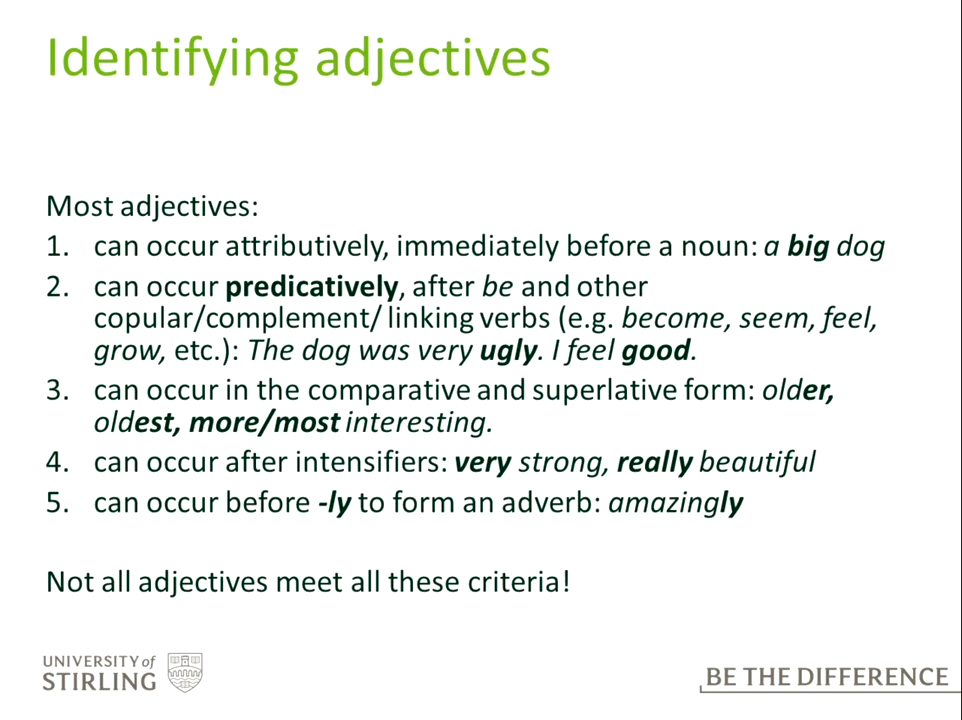 Identifying adjectives
Most adjectives:
1. can occur attributively, immediately before a noun: a big dog
2. can occur predicatively, after be and other
copular/complement/ linking verbs (e.g. become, seem, feel,
grow, etc.): The dog was very ugly. I feel good.
3. can occur in the comparative and superlative form: older,
oldest, more/most interesting.
4. can occur after intensifiers: very strong, really beautiful
5. can occur before -ly to form an adverb: amazingly
Not all adjectives meet all these criteria!
UNIVERSITY of
STIRLING
BE THE DIFFERENCE